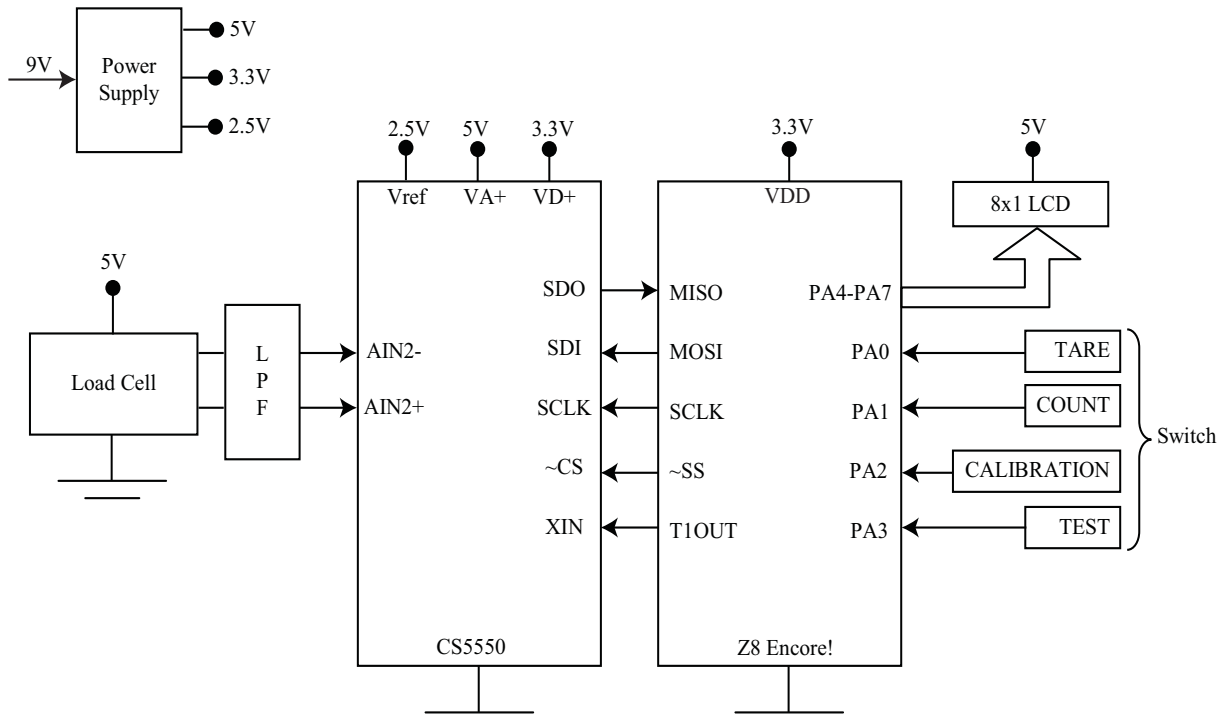 9V
Power
Supply
5V
3.3V
2.5V
2.5V
5V
3.3V
3.3V
5V
Vref
VA+
VD+
VDD
8x1 LCD
5V
Load Cell
L
P
F
AIN2-
AIN2+
SDO
SDI
SCLK
~CS
XIN
MISO
MOSI
SCLK
~SS
T1OUT
PA4-PA7
PA0
PA1
PA2
PA3
TARE
COUNT
CALIBRATION
TEST
Switch
CS5550
Z8 Encore!